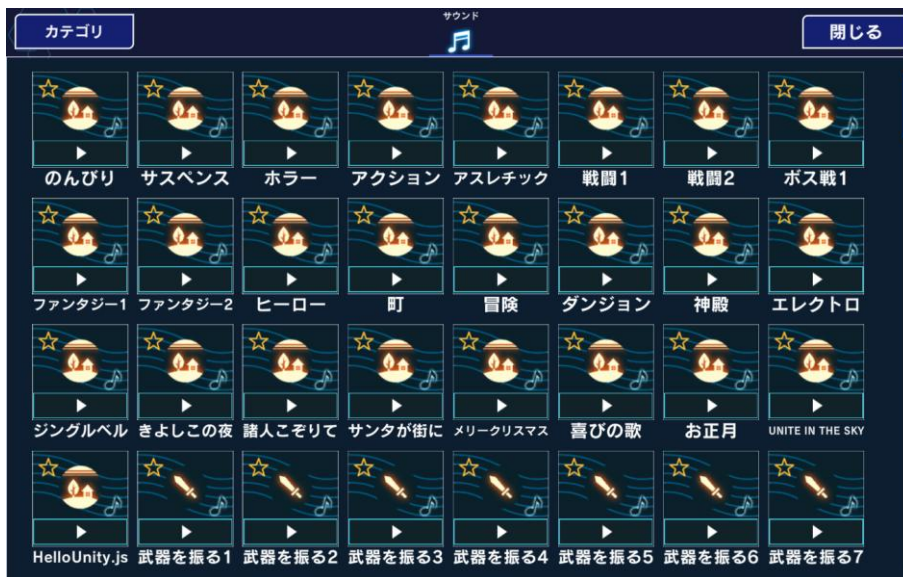 カテゴリ
サウンド
閉じる
のんびり サスペンス ホラー アクション アスレチック 戦闘1 戦闘2 ボス戦1
ファンタジー1 ファンタジー2 ヒーロー 町 冒険 ダンジョン 神殿 エレクトロ
ジングルベル きよしこの夜 諸人こぞりて サンタが街に メリークリスマス 喜びの歌 お正月 UNITE IN THE SKY
HelloUnity.js 武器を振る1 武器を振る2 武器を振る3 武器を振る4 武器を振る5 武器を振る6 武器を振る7